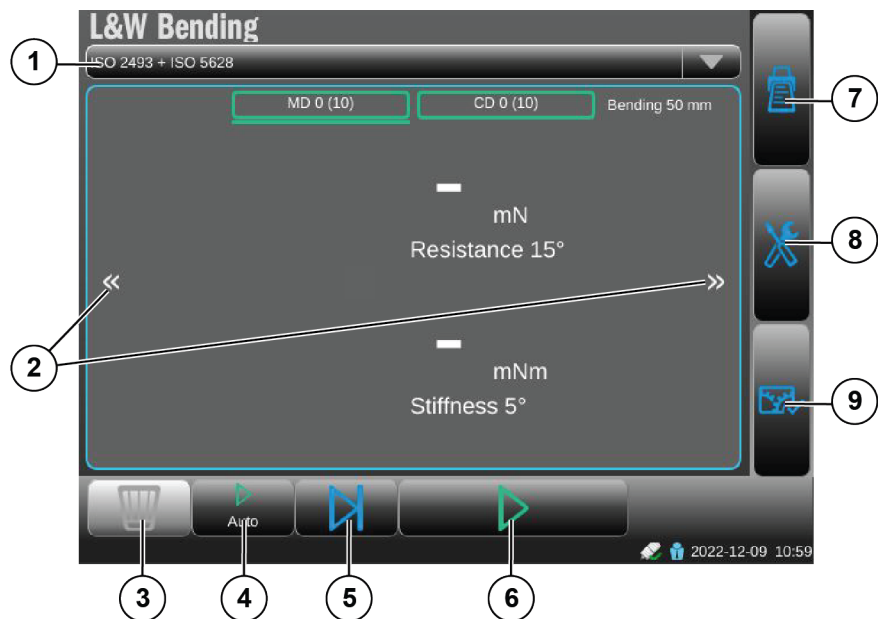 L&W Bending
1
ISO 2493 + ISO 5628
MD 0 (10) CD 0 (10) Bending 50 mm
7
mN
Resistance 15°
8
« »
2
mNm
Stiffness 5°
9
Auto
2022-12-09 10:59
3 4 5 6